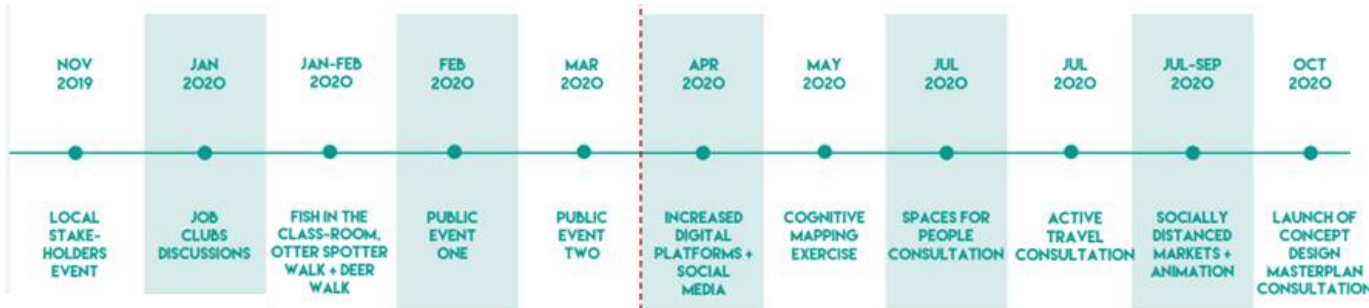 NOV
2019
JAN
2020
JAN-FEB
2020
FEB
2020
MAR
2020
APR
2020
MAY
2020
JUL
2020
JUL
2020
JUL-SEP
2020
OCT
2020
LOCAL
STAKE-
HOLDERS
EVENT
JOB
CLUBS
DISCUSSIONS
FISH IN THE
CLASS-ROOM,
OTTER SPOTTER
WALK + DEER
WALK
PUBLIC
EVENT
ONE
PUBLIC
EVENT
TWO
INCREASED
DIGITAL
PLATFORMS +
SOCIAL
MEDIA
COGNITIVE
MAPPING
EXERCISE
SPACES FOR
PEOPLE
CONSULTATION
ACTIVE
TRAVEL
CONSULTATION
SOCIALLY
DISTANCED
MARKETS +
ANIMATION
LAUNCH OF
CONCEPT
DESIGN
MASTERPLAN
CONSULTATION